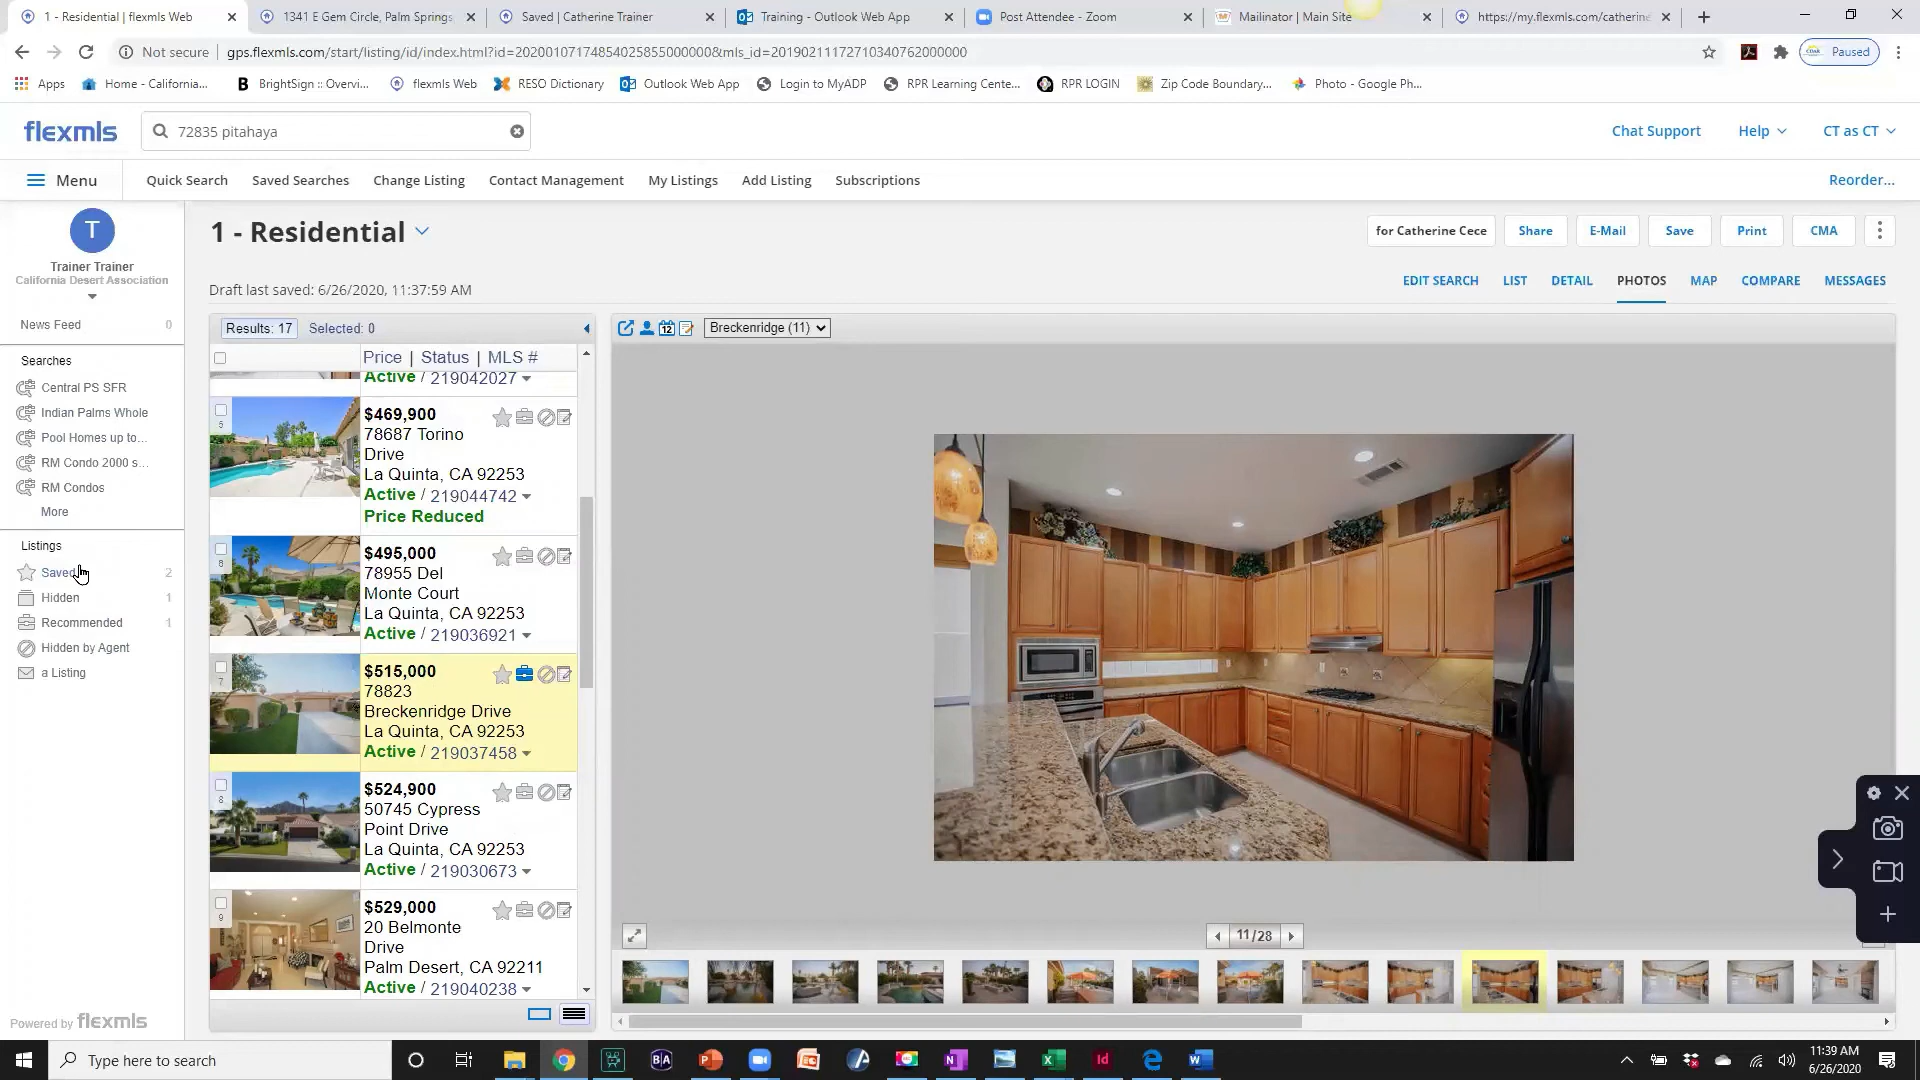 1 - Residential | flexmls Web
1341 E Gem Circle, Palm Springs
Saved | Catherine Trainer
Training - Outlook Web App
Post Attendee - Zoom
Mailinator | Main Site
https://my.flexmls.com/catherine
Not secure | gps.flexmls.com/start/listing/id/index.html?id=20200107174854025855000000&mls_id=20190211172710340762000000
Paused
Apps
Home - California...
BrightSign :: Overvi...
flexmls Web
RESO Dictionary
Outlook Web App
Login to MyADP
RPR Learning Cente...
RPR LOGIN
Zip Code Boundary...
Photo - Google Ph...
flexmls
72835 pitahaya
Chat Support
Help
CT as CT
Menu
Quick Search
Saved Searches
Change Listing
Contact Management
My Listings
Add Listing
Subscriptions
Reorder...
T
Trainer Trainer
California Desert Association
News Feed 0
Searches
Central PS SFR
Indian Palms Whole
Pool Homes up to...
RM Condo 2000 s...
RM Condos
More
Listings
Saved 2
Hidden 1
Recommended 1
Hidden by Agent
a Listing
Powered by flexmls
1 - Residential
for Catherine Cece
Share
E-Mail
Save
Print
CMA
Draft last saved: 6/26/2020, 11:37:59 AM
EDIT SEARCH
LIST
DETAIL
PHOTOS
MAP
COMPARE
MESSAGES
Results: 17
Selected: 0
12
Breckenridge (11)
Price | Status | MLS #
Active / 219042027
5
$469,900
78687 Torino
Drive
La Quinta, CA 92253
Active / 219044742
Price Reduced
$495,000
78955 Del
Monte Court
La Quinta, CA 92253
Active / 219036921
7
$515,000
78823
Breckenridge Drive
La Quinta, CA 92253
Active / 219037458
8
$524,900
50745 Cypress
Point Drive
La Quinta, CA 92253
Active / 219030673
9
$529,000
20 Belmonte
Drive
Palm Desert, CA 92211
Active / 219040238
11/28
Type here to search
BA
11:39 AM
6/26/2020